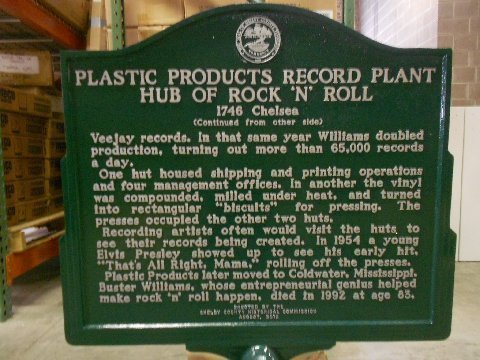 PLASTIC PRODUCTS RECORD PLANT
HUB OF ROCK 'N' ROLL
1746 Chelsea
(Continued from other side)
Veejay records. In that same year Williams doubled
production, turning out more than 65,000 records
a day.
One hut housed shipping and printing operations
and four management offices. In another the vinyl
was compounded, milled under heat, and turned
into rectangular "biscuits" for pressing. The
presses occupied the other two huts.
Recording artists often would visit the huts to
see their records being created. In 1954 a young
Elvis Presley showed up to see his early hit,
"That's All Right, Mama," rolling off the presses.
Plastic Products later moved to Coldwater, Mississippi.
Buster Williams, whose entrepreneurial genius helped
make rock 'n' roll happen, died in 1992 at age 83.
ERECTED BY THE
SHELBY COUNTY HISTORICAL COMMISSION